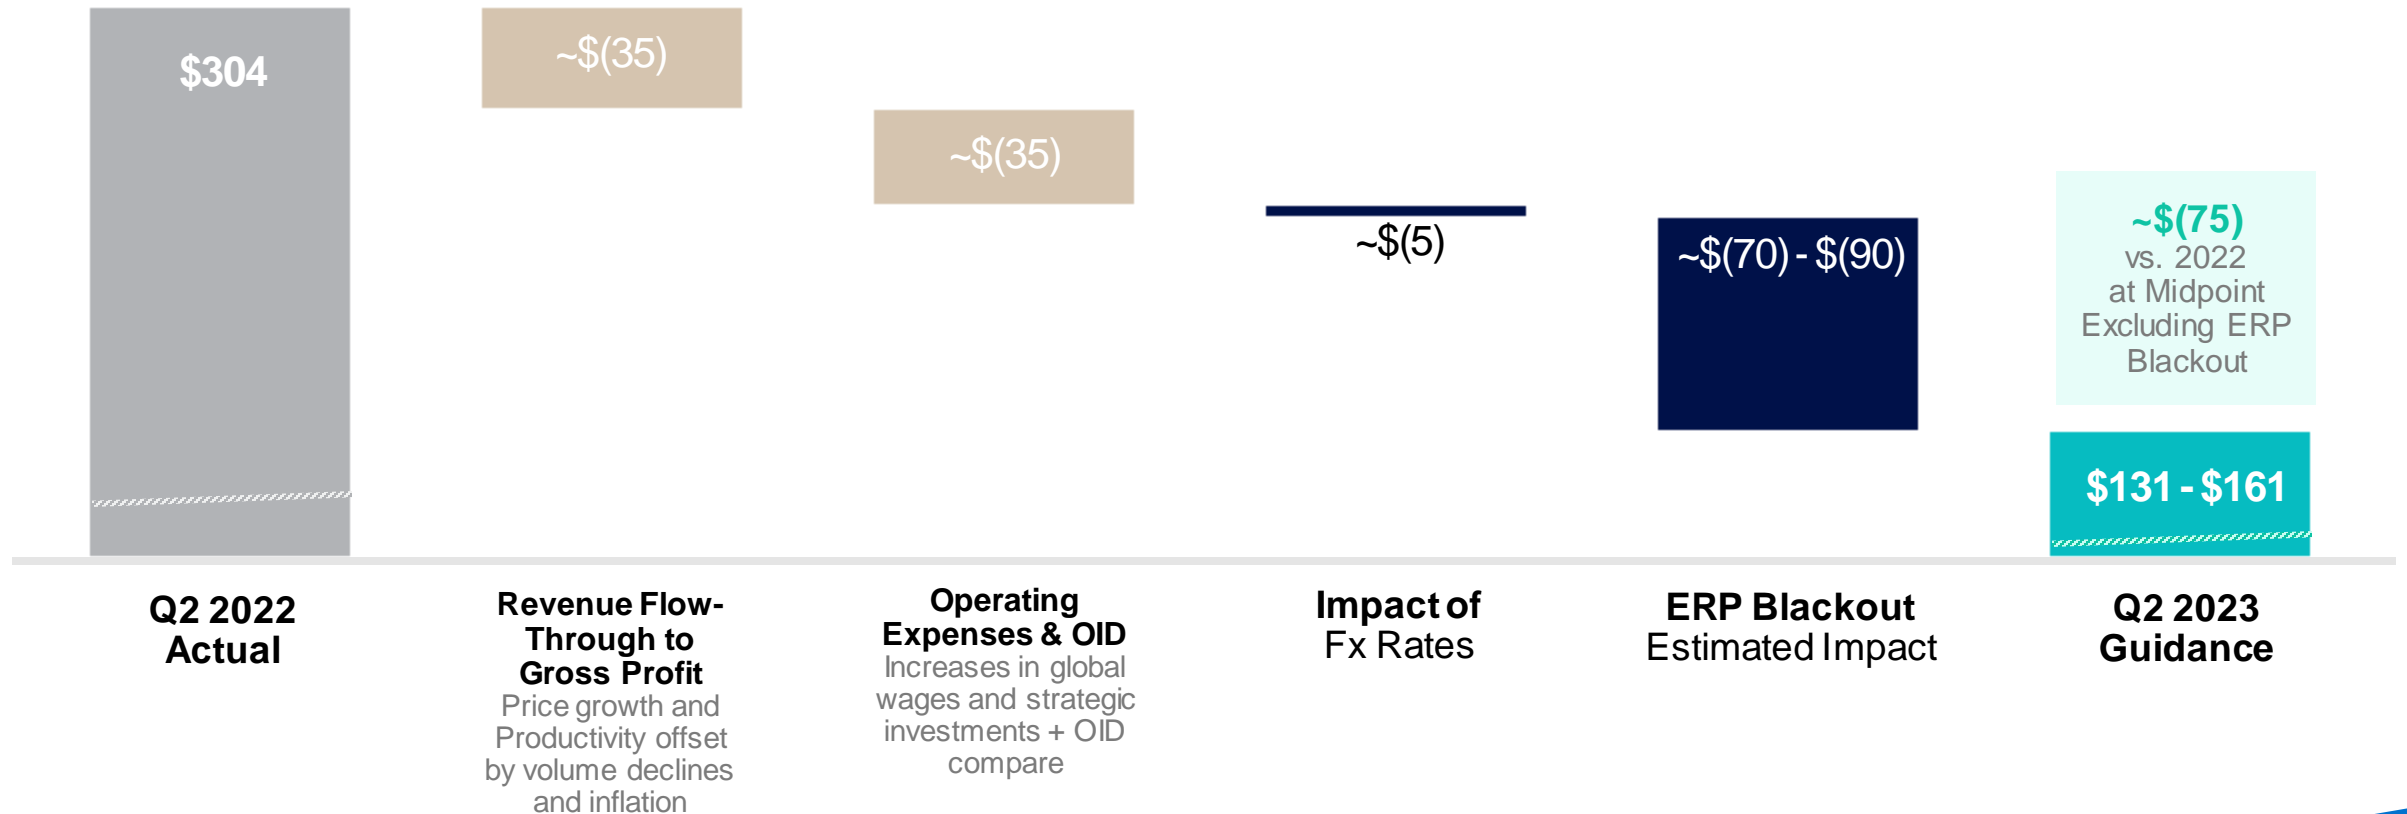 $304
~$(35)
~$(35)
~$(5)
~$(70) - $(90)
~$(75)
vs. 2022
at Midpoint
Excluding ERP
Blackout
$131 - $161
Q2 2022
Actual
Revenue Flow-
Through to
Gross Profit
Price growth and
Productivity offset
by volume declines
and inflation
Operating
Expenses & OID
Increases in global
wages and strategic
investments + OID
compare
Impact of
Fx Rates
ERP Blackout
Estimated Impact
Q2 2023
Guidance